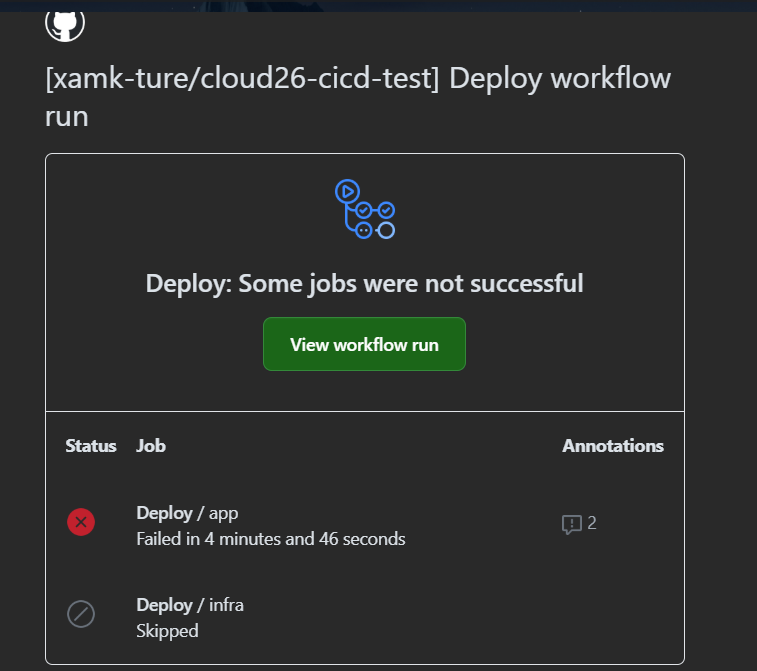 [xamk-ture/cloud26-cicd-test] Deploy workflow
run
Deploy: Some jobs were not successful
View workflow run
Status Job Annotations
Deploy / app
Failed in 4 minutes and 46 seconds
2
Deploy / infra
Skipped